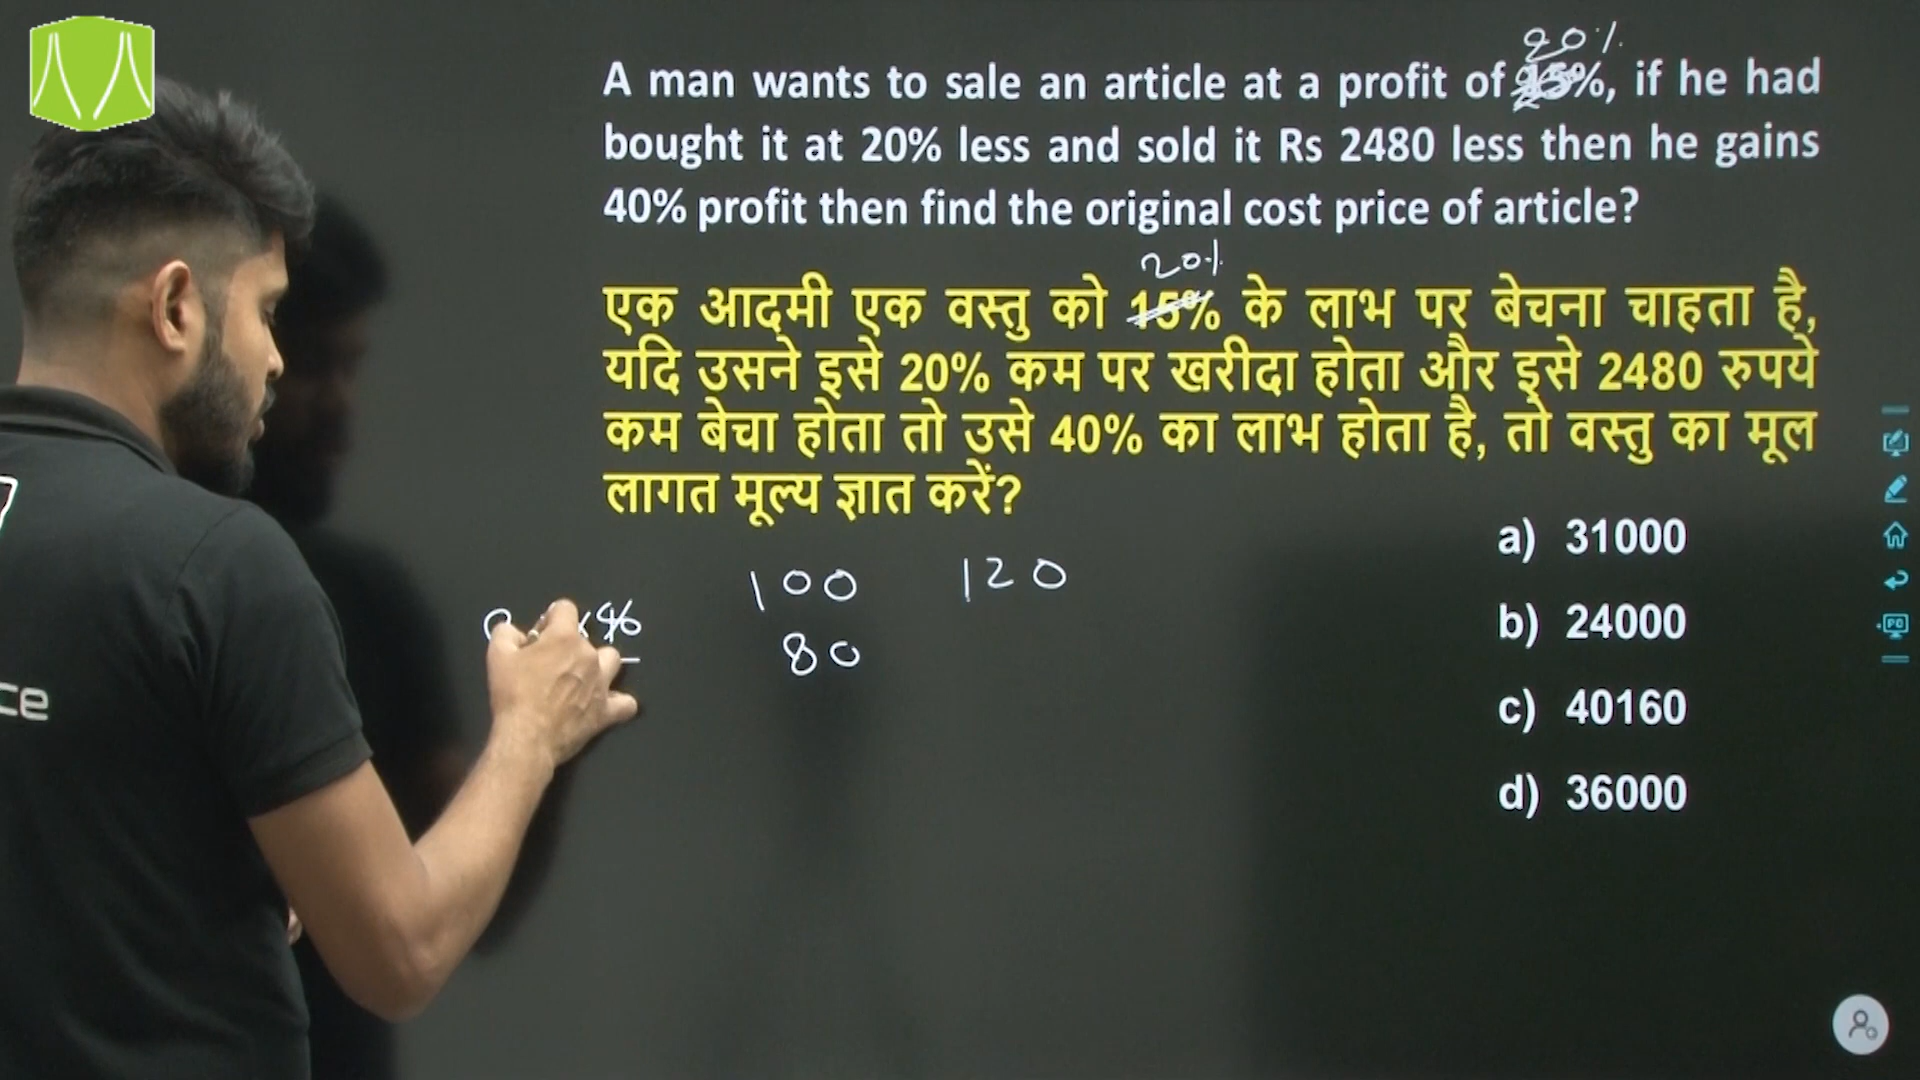 20%
A man wants to sale an article at a profit of 15%, if he had
bought it at 20% less and sold it Rs 2480 less then he gains
40% profit then find the original cost price of article?
20%
एक आदमी एक वस्तु को 15% के लाभ पर बेचना चाहता है,
यदि उसने इसे 20% कम पर खरीदा होता और इसे 2480 रुपये
कम बेचा होता तो उसे 40% का लाभ होता है, तो वस्तु का मूल
लागत मूल्य ज्ञात करें?
a) 31000
b) 24000
c) 40160
d) 36000
100 120
80
ce